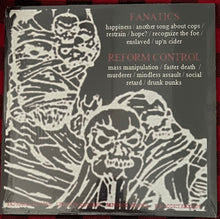 FANATICS
happiness / another song about cops /
restrain / hope? / recognize the foe /
enslaved / up'n cider
REFORM CONTROL
mass manipulation / faster death /
murderer / mindless assault / social
retard / drunk punks